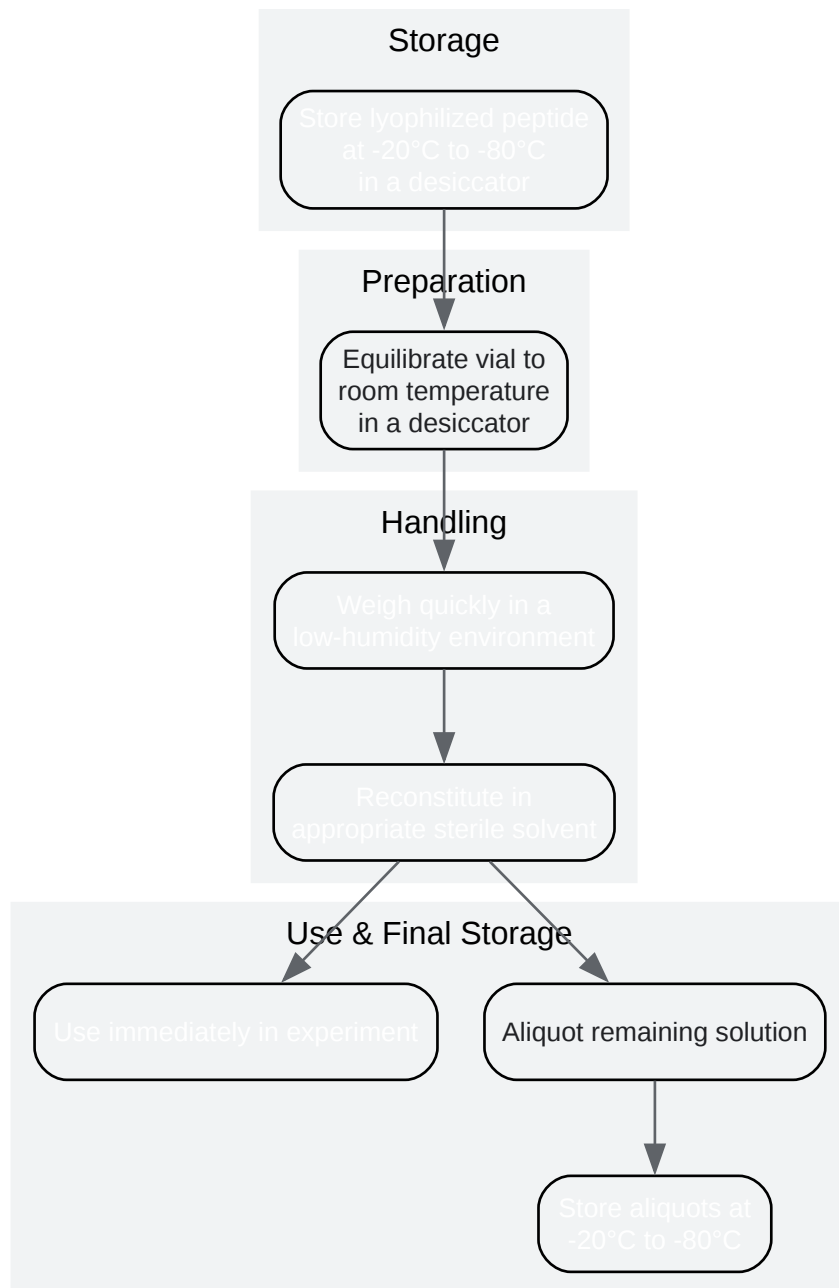 Storage
Store lyophilized peptide
at -20°C to -80°C
in a desiccator
Preparation
Equilibrate vial to
room temperature
in a desiccator
Handling
Weigh quickly in a
low-humidity environment
Reconstitute in
appropriate sterile solvent
Use & Final Storage
Use immediately in experiment
Aliquot remaining solution
Store aliquots at
-20°C to -80°C